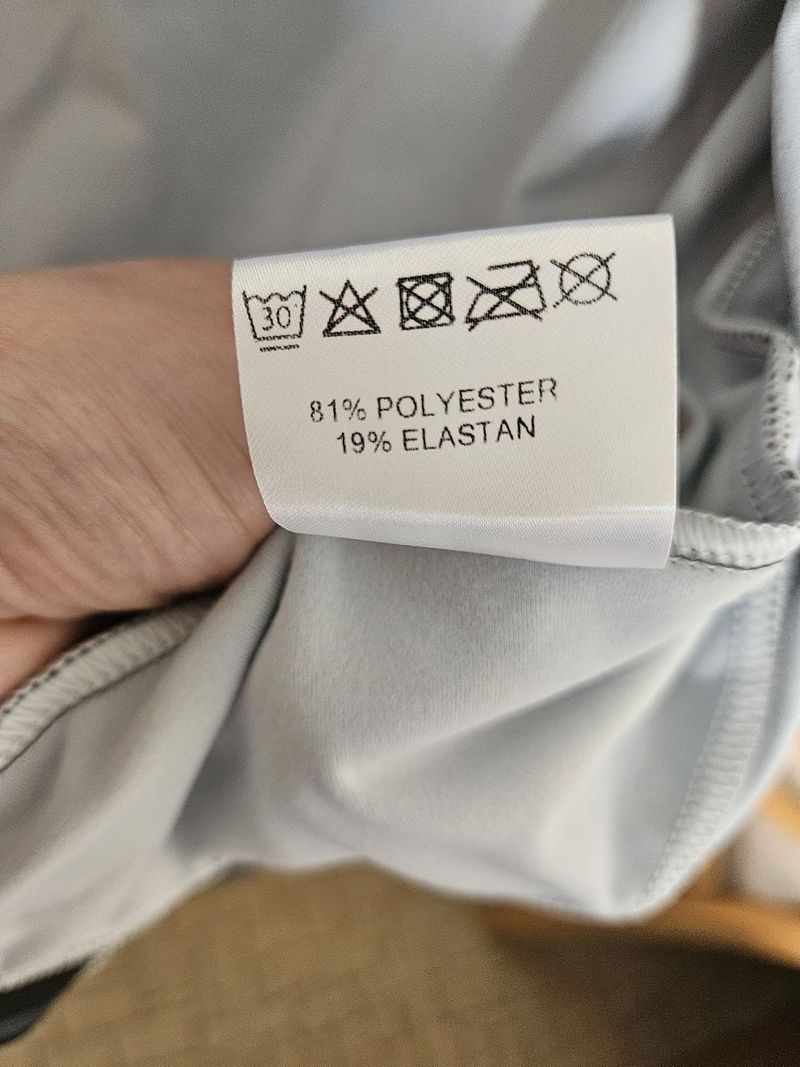 30°
81% POLYESTER
19% ELASTAN